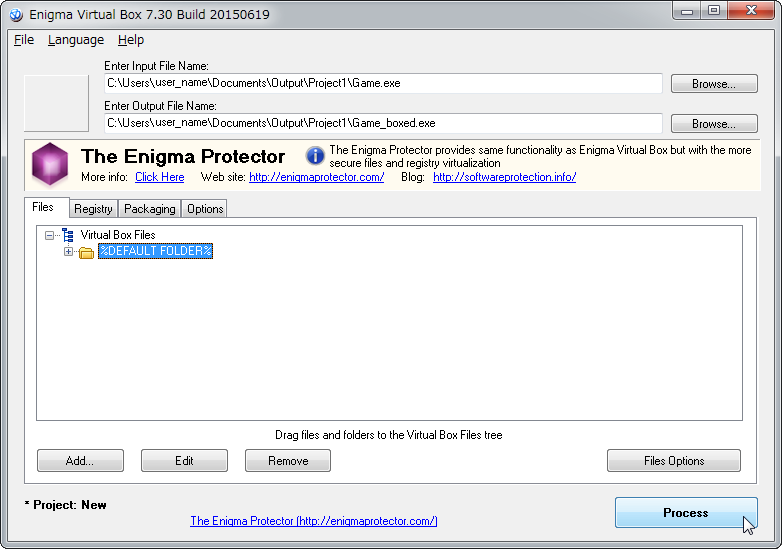 Enigma Virtual Box 7.30 Build 20150619
File Language Help
Enter Input File Name:
C:\Users\user_name\Documents\Output\Project1\Game.exe
Browse...
Enter Output File Name:
C:\Users\user_name\Documents\Output\Project1\Game_boxed.exe
Browse...
The Enigma Protector
The Enigma Protector provides same functionality as Enigma Virtual Box but with the more
secure files and registry virtualization
More info: Click Here Web site: http://enigmaprotector.com/ Blog: http://softwareprotection.info/
Files Registry Packaging Options
Virtual Box Files
%DEFAULT FOLDER%
Drag files and folders to the Virtual Box Files tree
Add... Edit Remove Files Options
* Project: New
Process
The Enigma Protector (http://enigmaprotector.com/)